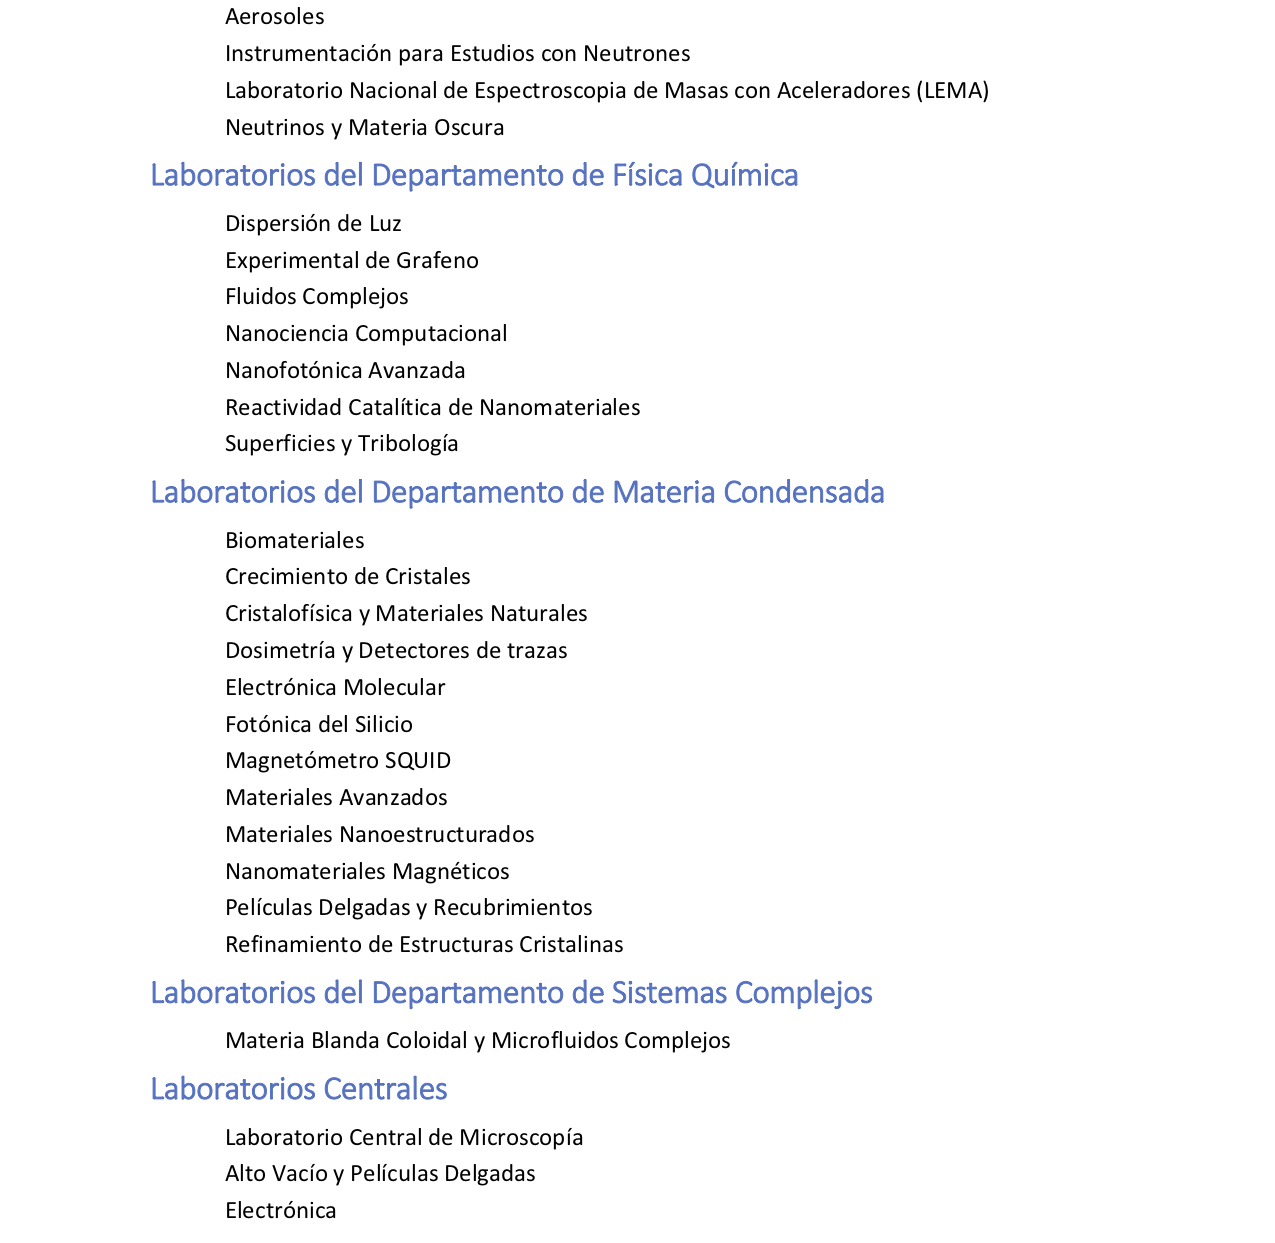 Aerosoles
Instrumentación para Estudios con Neutrones
Laboratorio Nacional de Espectroscopia de Masas con Aceleradores (LEMA)
Neutrinos y Materia Oscura
Laboratorios del Departamento de Física Química
Dispersión de Luz
Experimental de Grafeno
Fluidos Complejos
Nanociencia Computacional
Nanofotónica Avanzada
Reactividad Catalítica de Nanomateriales
Superficies y Tribología
Laboratorios del Departamento de Materia Condensada
Biomateriales
Crecimiento de Cristales
Cristalofísica y Materiales Naturales
Dosimetría y Detectores de trazas
Electrónica Molecular
Fotónica del Silicio
Magnetómetro SQUID
Materiales Avanzados
Materiales Nanoestructurados
Nanomateriales Magnéticos
Películas Delgadas y Recubrimientos
Refinamiento de Estructuras Cristalinas
Laboratorios del Departamento de Sistemas Complejos
Materia Blanda Coloidal y Microfluidos Complejos
Laboratorios Centrales
Laboratorio Central de Microscopía
Alto Vacío y Películas Delgadas
Electrónica